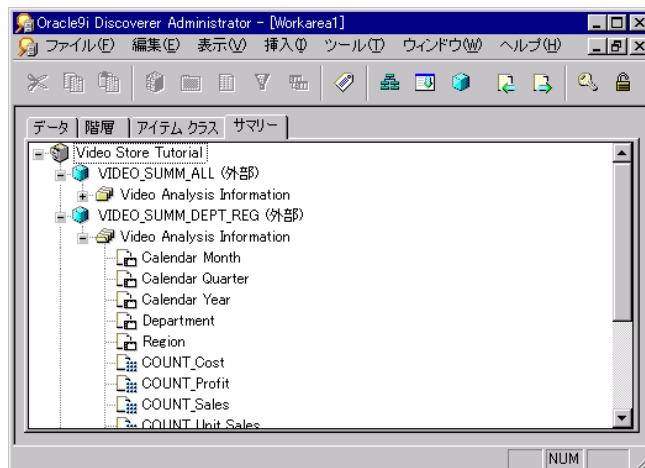 Oracle9i Discoverer Administrator - [Workarea1]
ファイル(F) 編集(E) 表示(V) 挿入(I) ツール(T) ウィンドウ(W) ヘルプ(H)
データ 階層 アイテム クラス サマリー
Video Store Tutorial
VIDEO_SUMM_ALL (外部)
Video Analysis Information
VIDEO_SUMM_DEPT_REG (外部)
Video Analysis Information
Calendar Month
Calendar Quarter
Calendar Year
Department
Region
COUNT_Cost
COUNT_Profit
COUNT_Sales
COUNT_Unit Sales
NUM